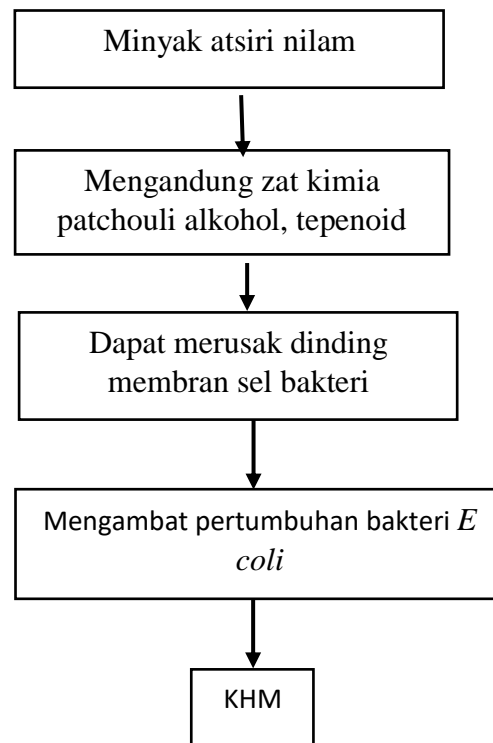 Minyak atsiri nilam
Mengandung zat kimia
patchouli alkohol, tepenoid
Dapat merusak dinding
membran sel bakteri
Mengambat pertumbuhan bakteri E
coli
KHM